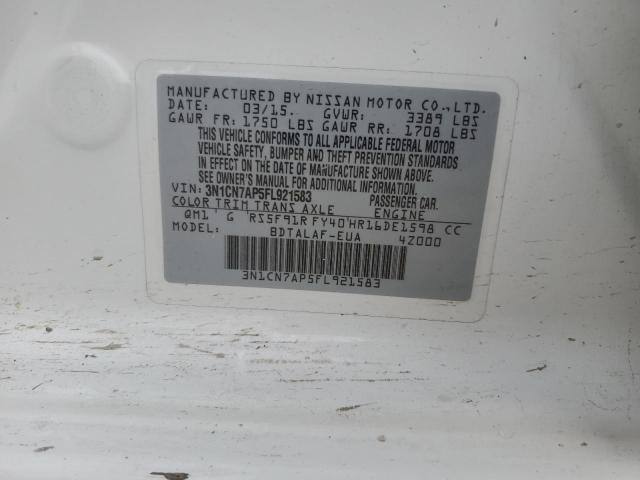 MANUFACTURED BY NISSAN MOTOR CO., LTD.
DATE: 03/15. GVWR: 3389 LBS
GAWR FR: 1750 LBS GAWR RR: 1708 LBS
THIS VEHICLE CONFORMS TO ALL APPLICABLE FEDERAL MOTOR
VEHICLE SAFETY, BUMPER AND THEFT PREVENTION STANDARDS
IN EFFECT ON THE DATE OF MANUFACTURE SHOWN ABOVE.
SEE OWNER'S MANUAL FOR ADDITIONAL INFORMATION.
VIN: 3N1CN7AP5FL921583 PASSENGER CAR.
COLOR TRIM TRANS AXLE ENGINE
QM1 G RS5F91R FY40 HR16DE1598 CC
MODEL: BDTALAF-EUA 4Z000
3N1CN7AP5FL921583